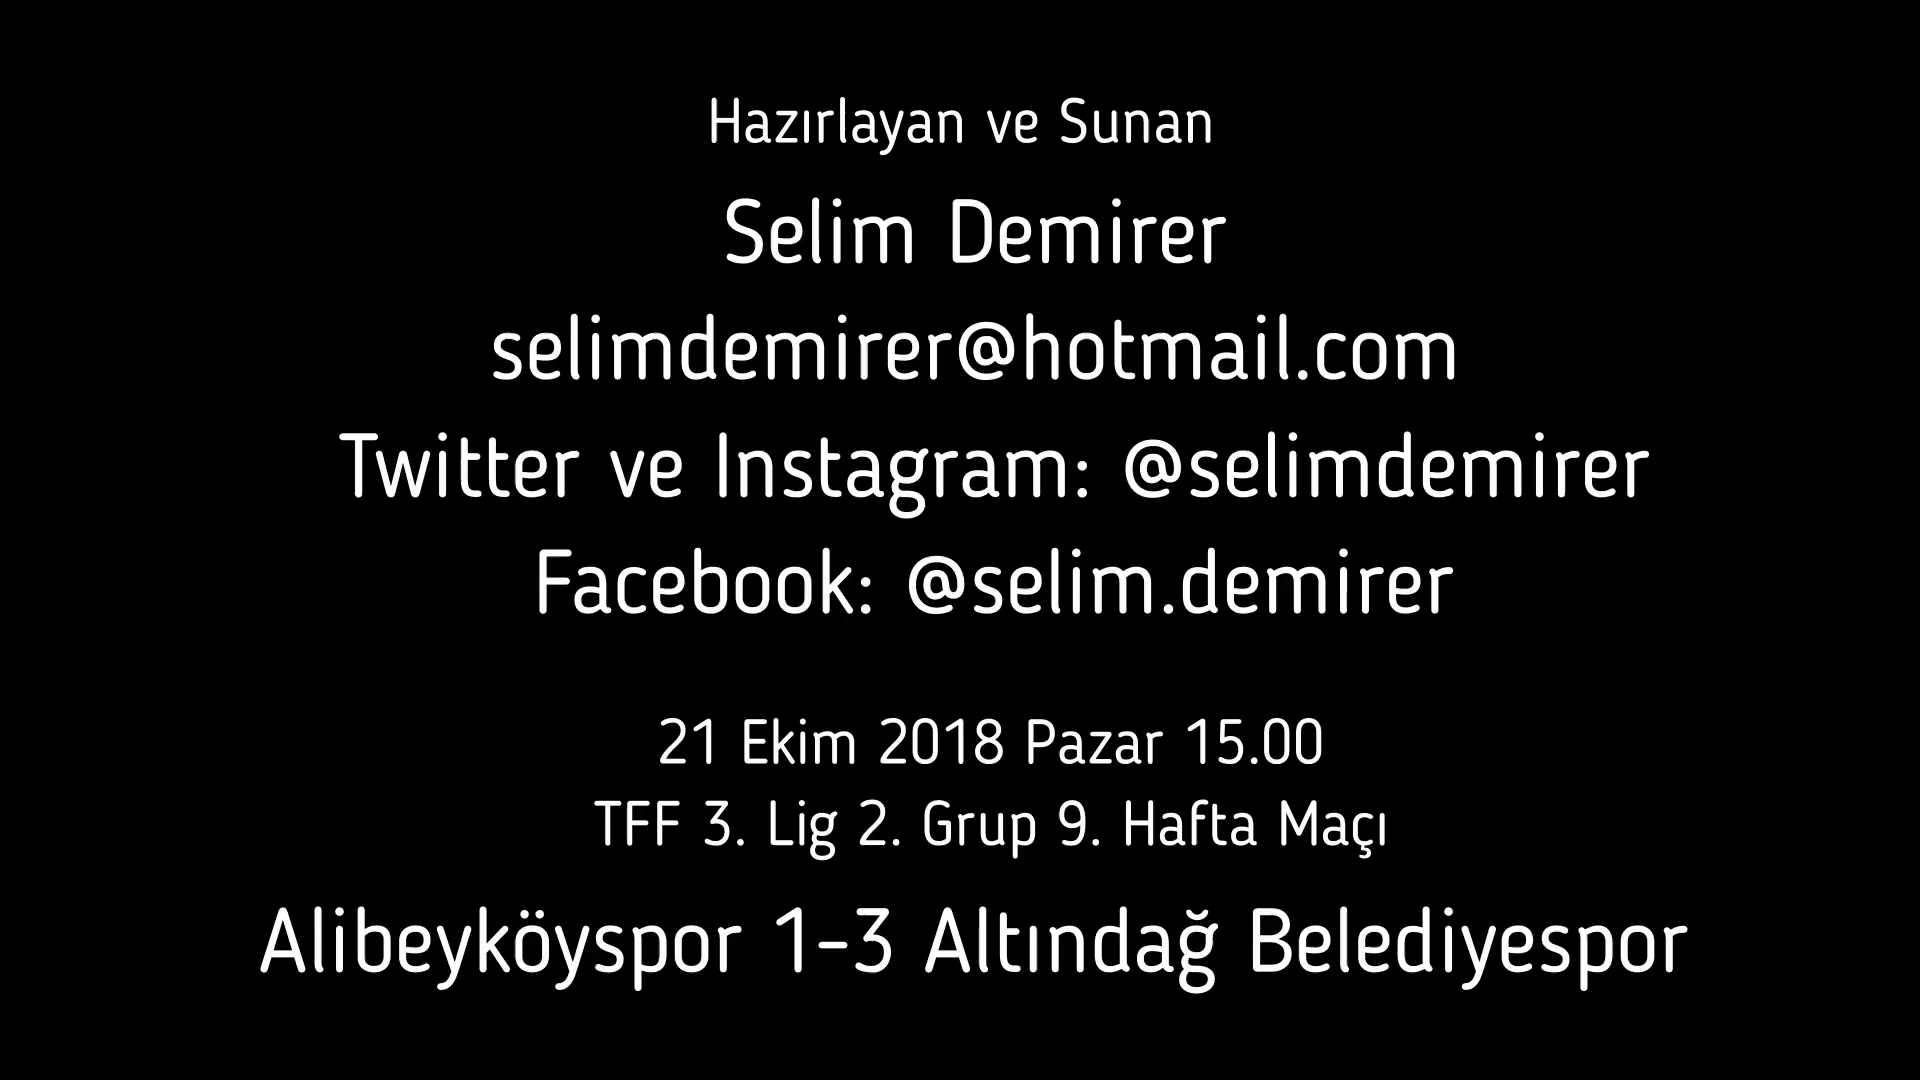 Hazırlayan ve Sunan
Selim Demirer
selimdemirer@hotmail.com
Twitter ve Instagram: @selimdemirer
Facebook: @selim.demirer
21 Ekim 2018 Pazar 15.00
TFF 3. Lig 2. Grup 9. Hafta Maçı
Alibeyköyspor 1-3 Altındağ Belediyespor